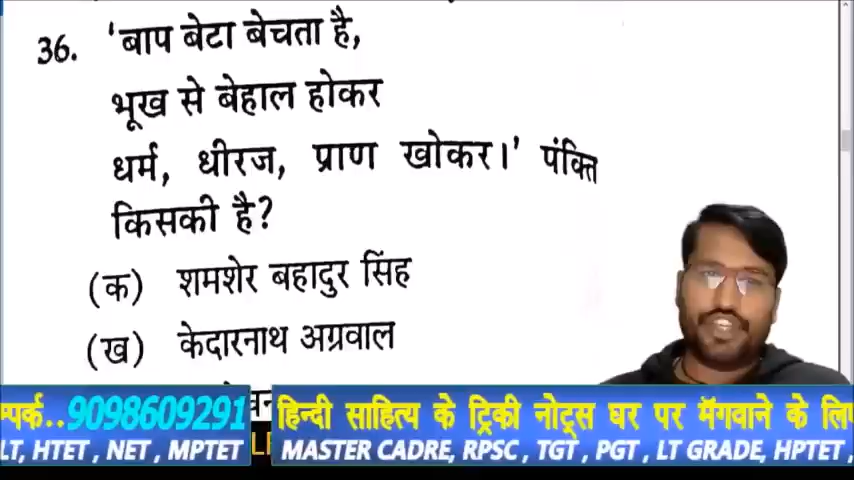 36. 'बाप बेटा बेचता है,
भूख से बेहाल होकर
धर्म, धीरज, प्राण खोकर।' पंक्ति
किसकी है?
(क) शमशेर बहादुर सिंह
(ख) केदारनाथ अग्रवाल
म्पर्क..9098609291 हिन्दी साहित्य के ट्रिकी नोट्स घर पर मँगवाने के लि
LT, HTET , NET , MPTET MASTER CADRE, RPSC , TGT , PGT , LT GRADE, HPTET ,